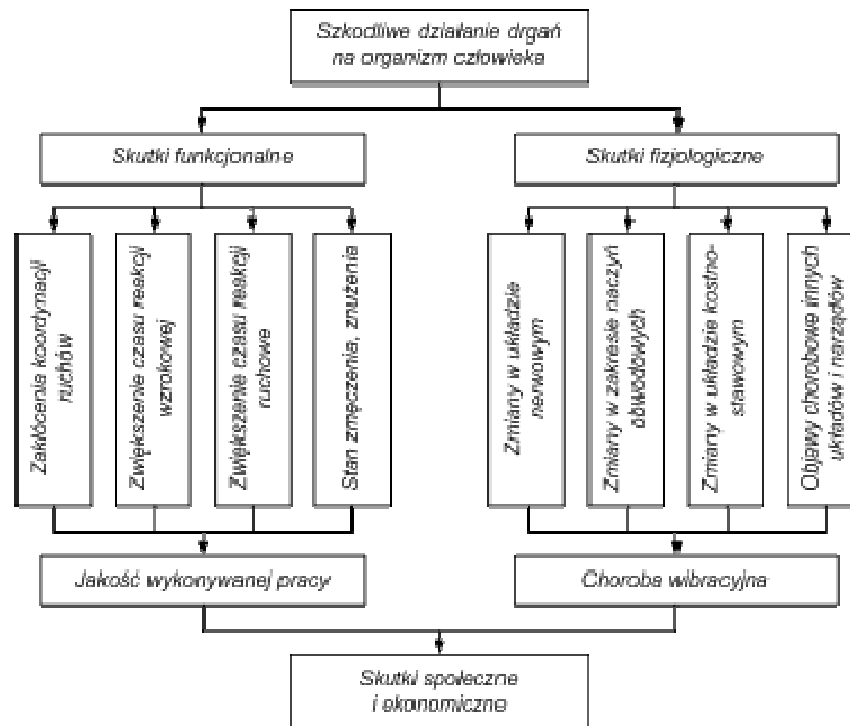 Szkodliwe działanie drgań
na organizm człowieka
Skutki funkcjonalne
Skutki fizjologiczne
Zakłócenia koordynacji
ruchów
Zwiększenie czasu reakcji
wzrokowej
Zwiększenie czasu reakcji
ruchowe
Stan zmęczenia, znużenia
Zmiany w układzie
nerwowym
Zmiany w zakresie naczyń
obwodowych
Zmiany w układzie kostno-
stawowym
Objawy chorobowe innych
układów i narządów
Jakość wykonywanej pracy
Choroba wibracyjna
Skutki społeczne
i ekonomiczne